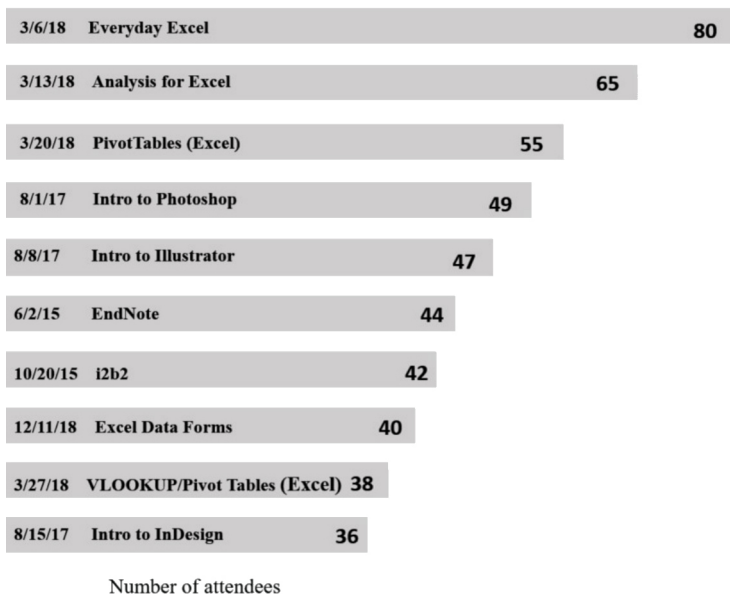 3/6/18 Everyday Excel 80
3/13/18 Analysis for Excel 65
3/20/18 PivotTables (Excel) 55
8/1/17 Intro to Photoshop 49
8/8/17 Intro to Illustrator 47
6/2/15 EndNote 44
10/20/15 i2b2 42
12/11/18 Excel Data Forms 40
3/27/18 VLOOKUP/Pivot Tables (Excel) 38
8/15/17 Intro to InDesign 36
Number of attendees